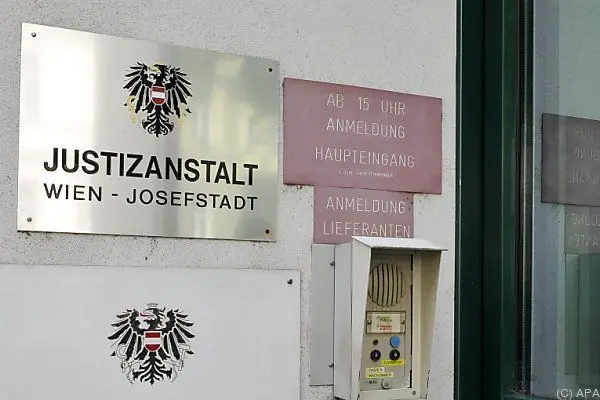 JUSTIZANSTALT
WIEN - JOSEFSTADT
AB 15 UHR
ANMELDUNG
HAUPTEINGANG
ANMELDUNG
LIEFERANTEN
(C) APA